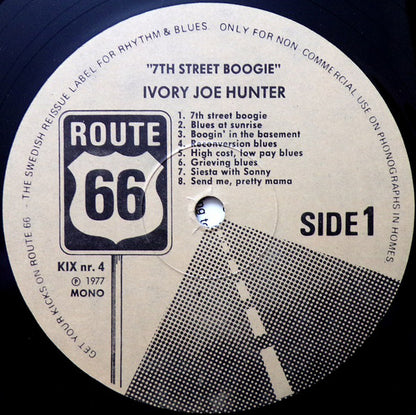 GET YOUR KICKS ON ROUTE 66 - THE SWEDISH REISSUE LABEL FOR RHYTHM & BLUES. ONLY FOR NON COMMERCIAL USE ON PHONOGRAPHS IN HOMES
"7TH STREET BOOGIE"
IVORY JOE HUNTER
1. 7th street boogie
2. Blues at sunrise
3. Boogin' in the basement
4. Reconversion blues
5. High cost, low pay blues
6. Grieving blues
7. Siesta with Sonny
8. Send me, pretty mama
ROUTE
66
SIDE 1
KIX nr. 4
℗ 1977
MONO